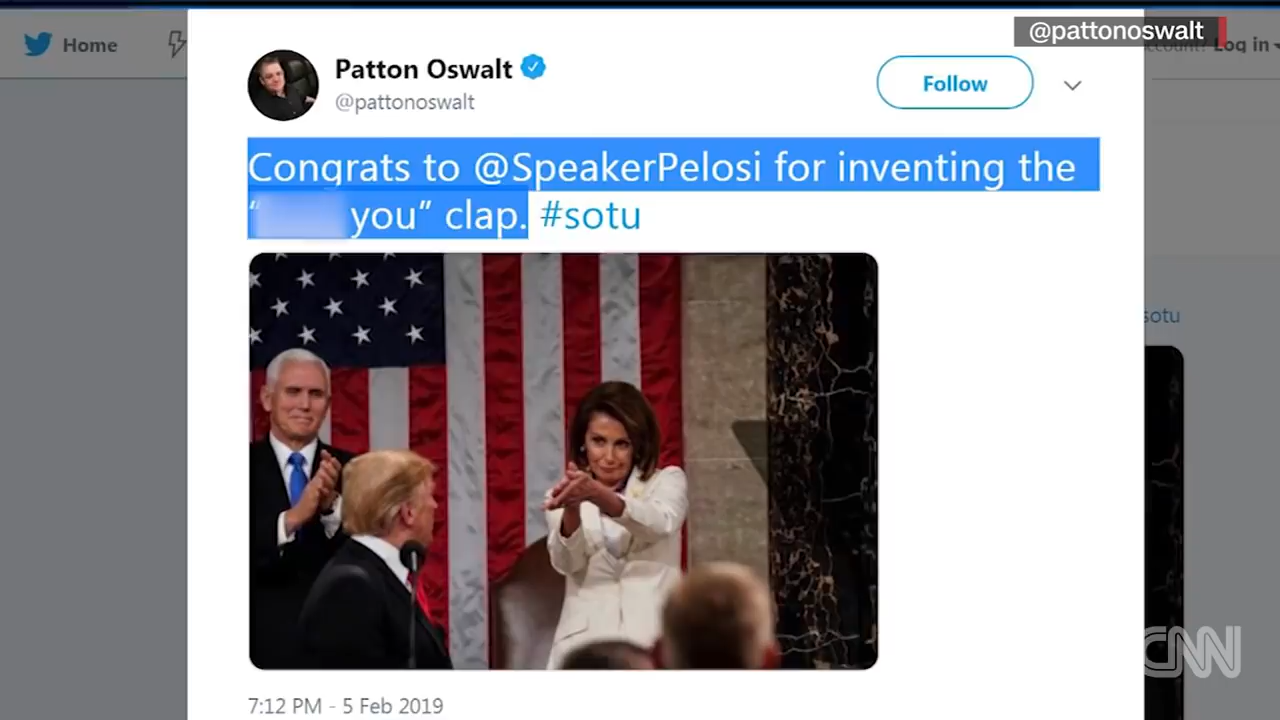 @pattonoswalt
Home
account? Log in
Patton Oswalt
@pattonoswalt
Follow
Congrats to @SpeakerPelosi for inventing the
“ you” clap. #sotu
sotu
CNN
7:12 PM - 5 Feb 2019